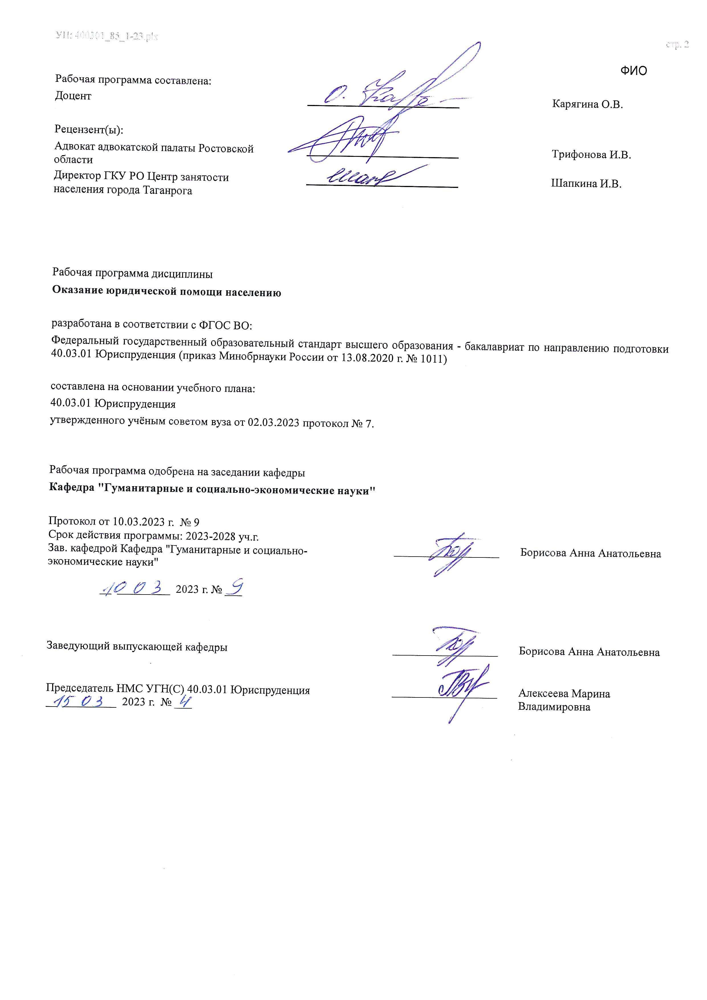 УП: 400301_85_1-23.plx
стр. 2
ФИО
Рабочая программа составлена:
Доцент
Карягина О.В.
Рецензент(ы):
Адвокат адвокатской палаты Ростовской
области
Трифонова И.В.
Директор ГКУ РО Центр занятости
населения города Таганрога
Шапкина И.В.
Рабочая программа дисциплины
Оказание юридической помощи населению
разработана в соответствии с ФГОС ВО:
Федеральный государственный образовательный стандарт высшего образования - бакалавриат по направлению подготовки
40.03.01 Юриспруденция (приказ Минобрнауки России от 13.08.2020 г. № 1011)
составлена на основании учебного плана:
40.03.01 Юриспруденция
утвержденного учёным советом вуза от 02.03.2023 протокол № 7.
Рабочая программа одобрена на заседании кафедры
Кафедра "Гуманитарные и социально-экономические науки"
Протокол от 10.03.2023 г. № 9
Срок действия программы: 2023-2028 уч.г.
Зав. кафедрой Кафедра "Гуманитарные и социально-
экономические науки"
Борисова Анна Анатольевна
10 03 2023 г. № 9
Заведующий выпускающей кафедры
Борисова Анна Анатольевна
Председатель НМС УГН(С) 40.03.01 Юриспруденция
15 03 2023 г. № 4
Алексеева Марина
Владимировна